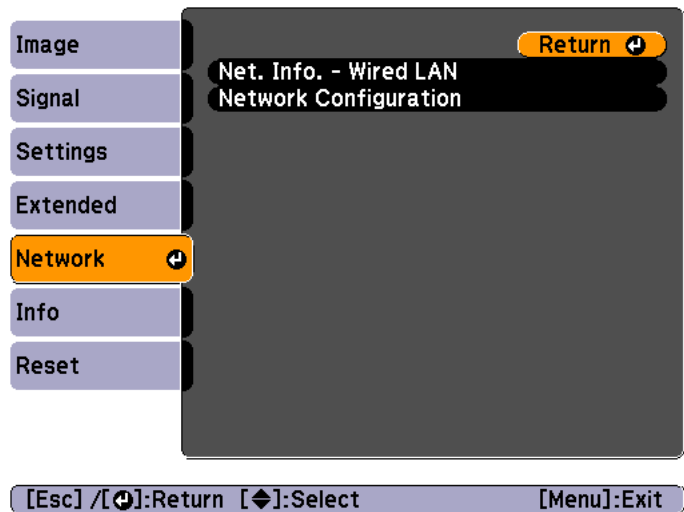 Image
Signal
Settings
Extended
Network
Info
Reset
Return
Net. Info. - Wired LAN
Network Configuration
[Esc] /[ ]:Return [ ]:Select [Menu]:Exit